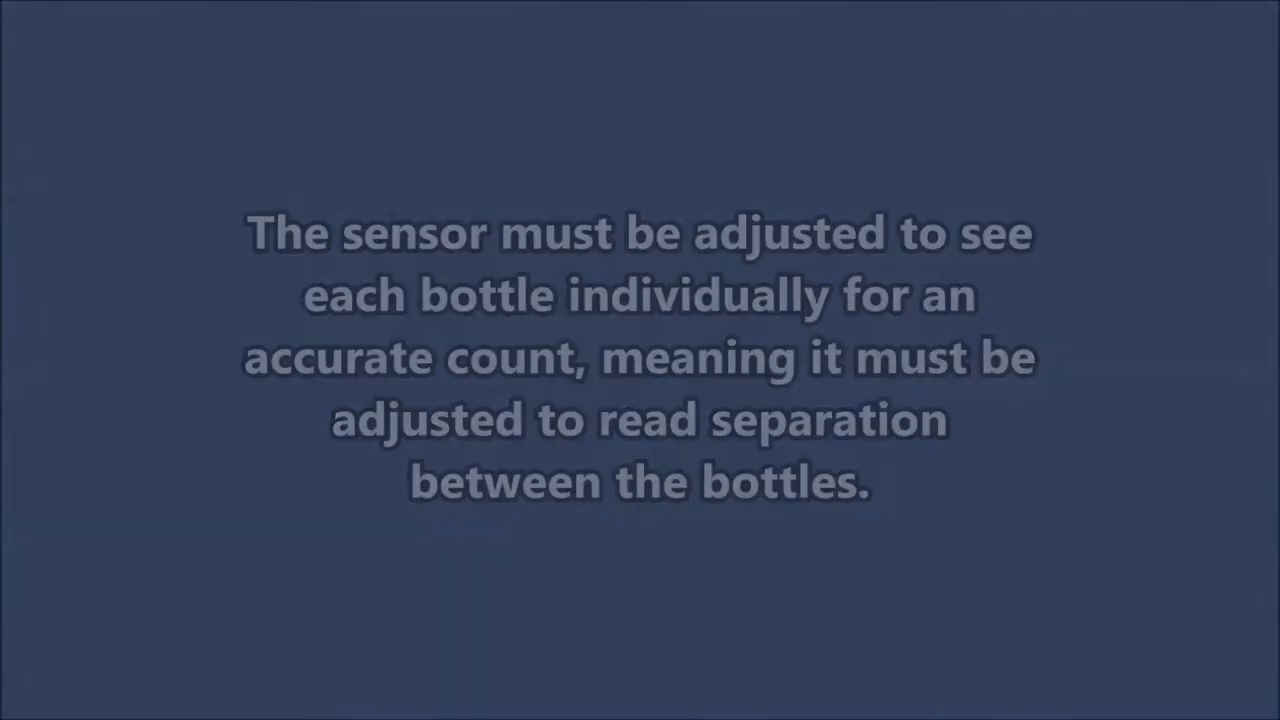 The sensor must be adjusted to see
each bottle individually for an
accurate count, meaning it must be
adjusted to read separation
between the bottles.